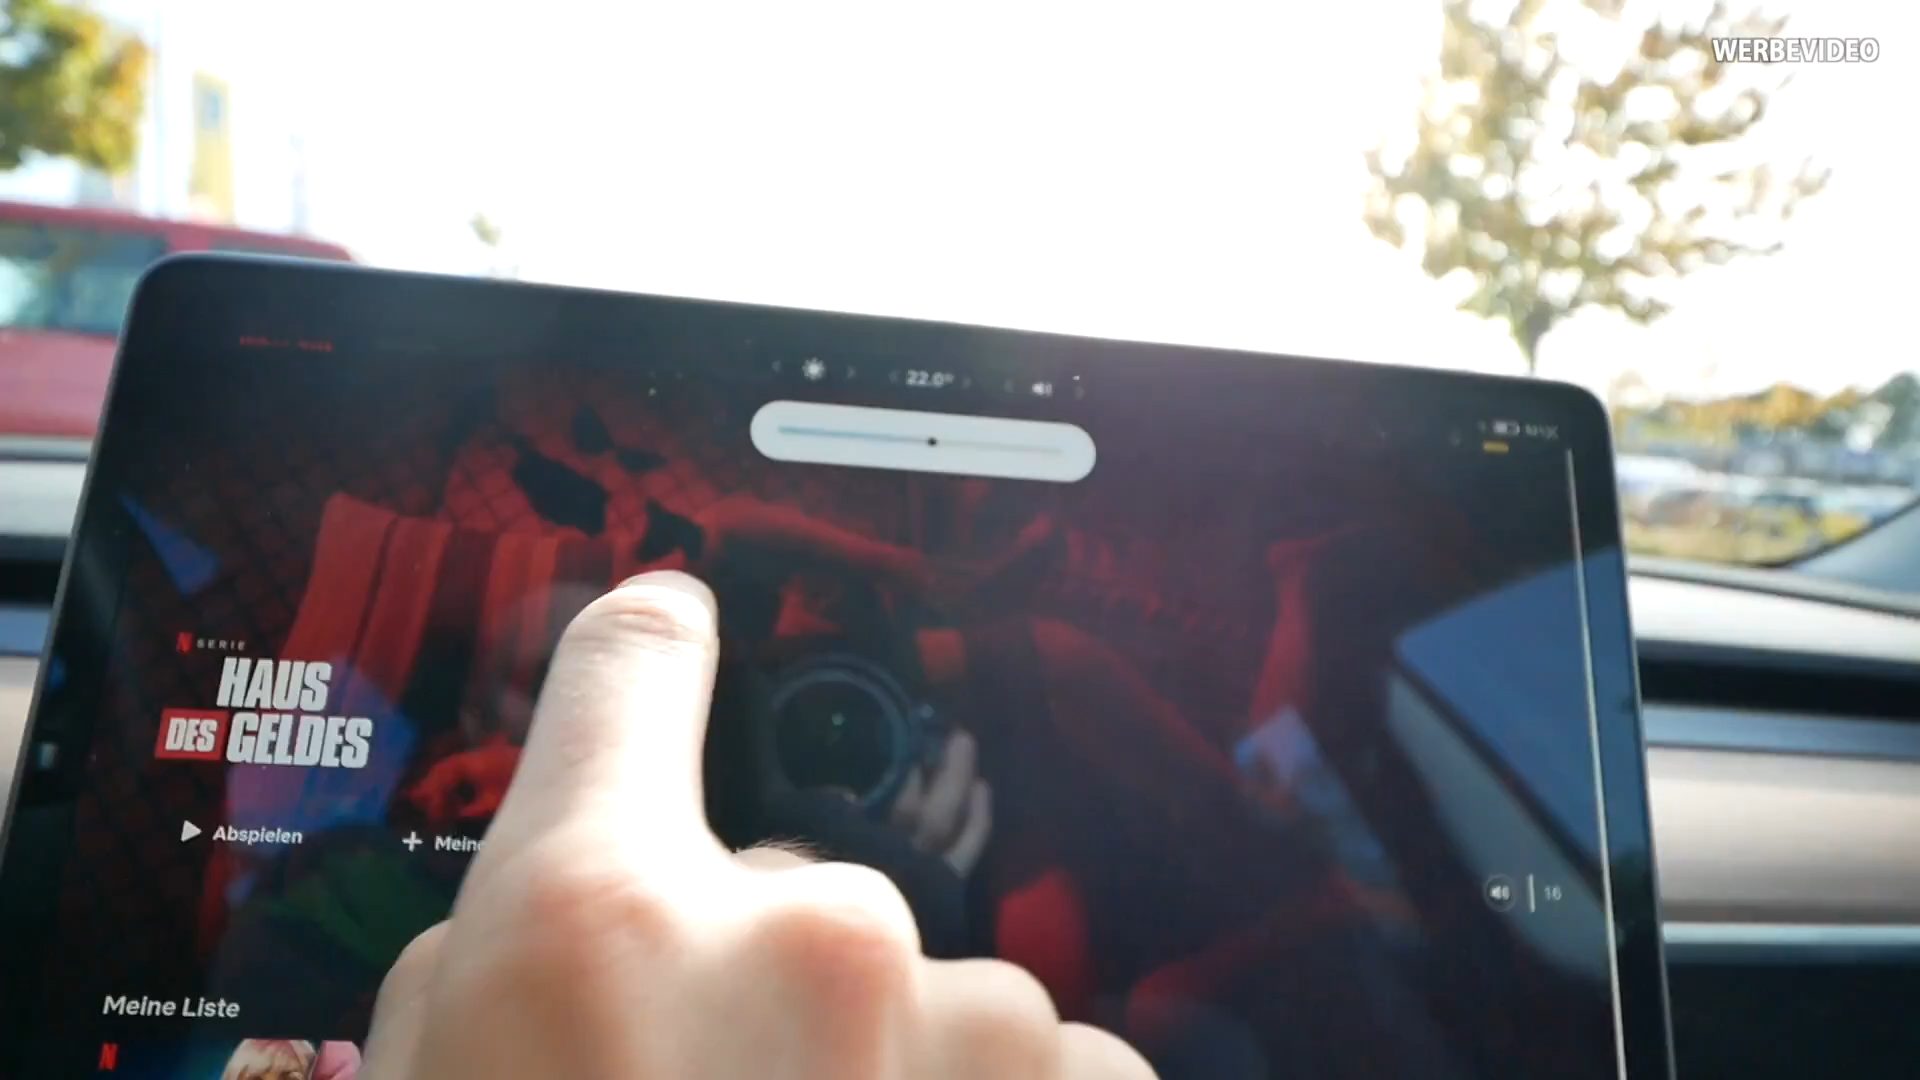 WERBEVIDEO
22.0°
N SERIE
HAUS
DES GELDES
Abspielen
16
Meine Liste
N